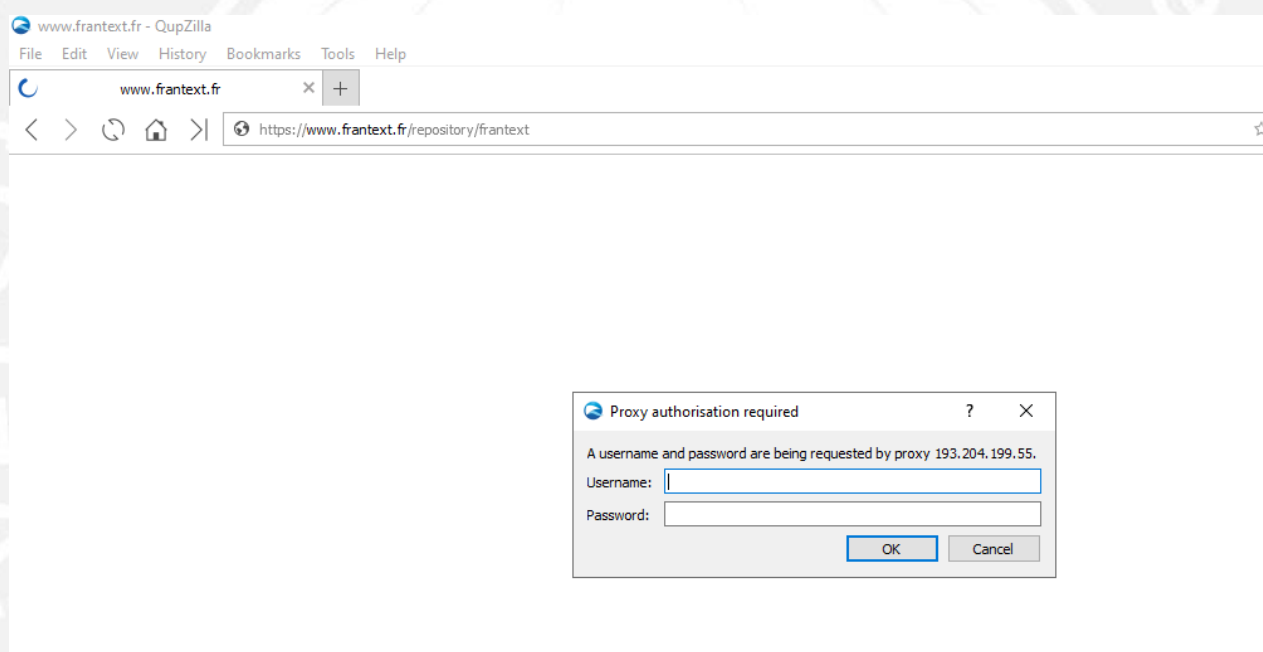 www.frantext.fr - QupZilla
File Edit View History Bookmarks Tools Help
www.frantext.fr
https://www.frantext.fr/repository/frantext
Proxy authorisation required
A username and password are being requested by proxy 193.204.199.55.
Username:
Password:
OK Cancel